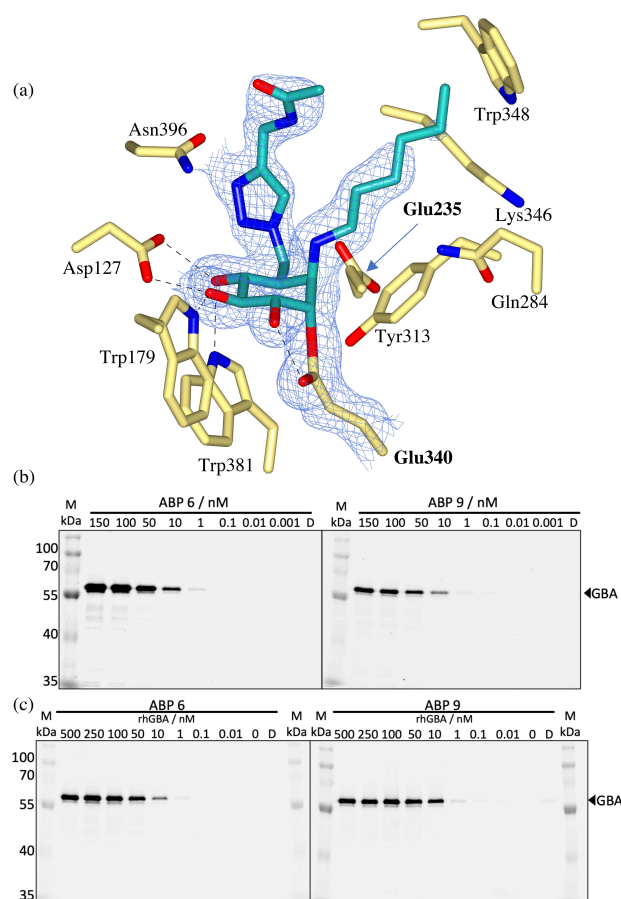 (a)
Trp348
Asn396
Glu235
Lys346
Asp127
Gln284
Tyr313
Trp179
Trp381
Glu340
(b)
M ABP 6 / nM M ABP 9 / nM
kDa 150 100 50 10 1 0.1 0.01 0.001 D kDa 150 100 50 10 1 0.1 0.01 0.001 D
100
70
55 GBA
40
35
(c)
ABP 6 ABP 9
M rhGBA / nM M M rhGBA / nM M
kDa 500 250 100 50 10 1 0.1 0.01 0 D kDa kDa 500 250 100 50 10 1 0.1 0.01 0 D kDa
100
70
55 GBA
40
35